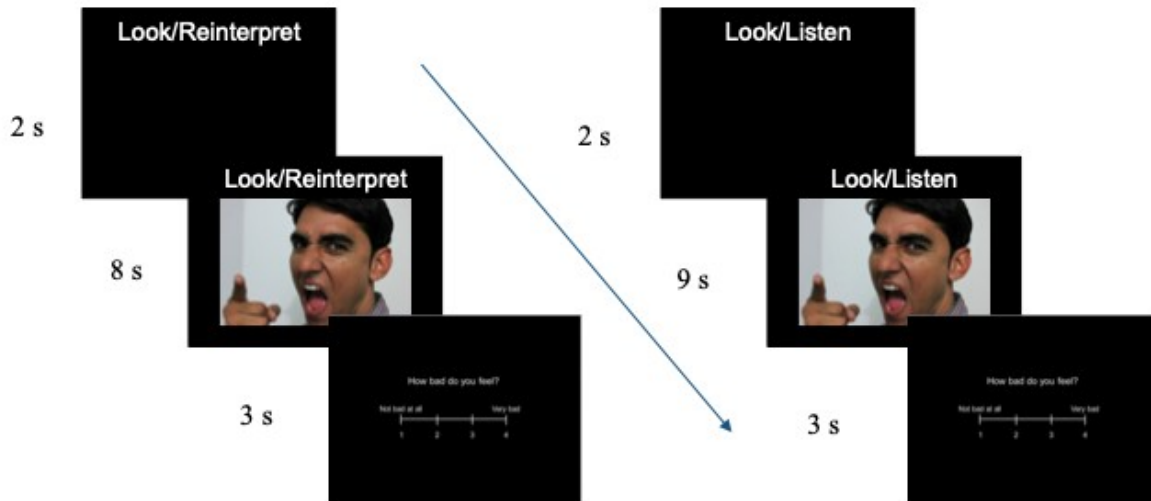 Look/Reinterpret
2 s
Look/Reinterpret
8 s
How bad do you feel?
Not bad at all Very bad
1 2 3 4
3 s
Look/Listen
2 s
Look/Listen
9 s
How bad do you feel?
Not bad at all Very bad
1 2 3 4
3 s